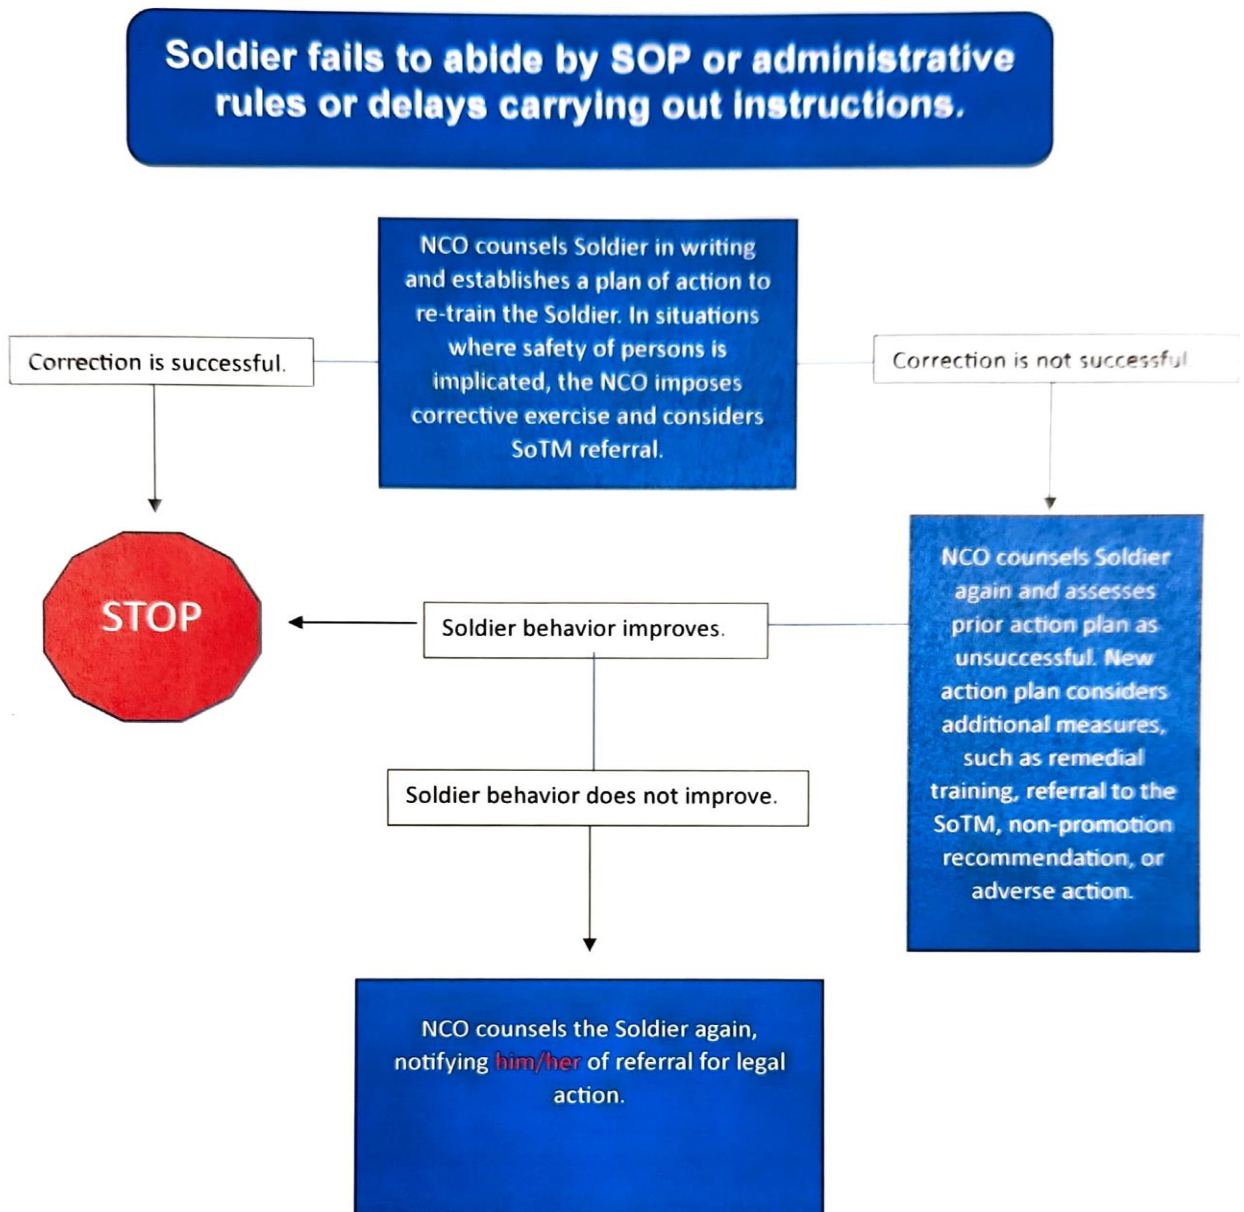 Soldier fails to abide by SOP or administrative
rules or delays carrying out instructions.
NCO counsels Soldier in writing
and establishes a plan of action to
re-train the Soldier. In situations
where safety of persons is
implicated, the NCO imposes
corrective exercise and considers
SoTM referral.
Correction is successful.
Correction is not successful.
STOP
Soldier behavior improves.
NCO counsels Soldier
again and assesses
prior action plan as
unsuccessful. New
action plan considers
additional measures,
such as remedial
training, referral to the
SoTM, non-promotion
recommendation, or
adverse action.
Soldier behavior does not improve.
NCO counsels the Soldier again,
notifying him/her of referral for legal
action.